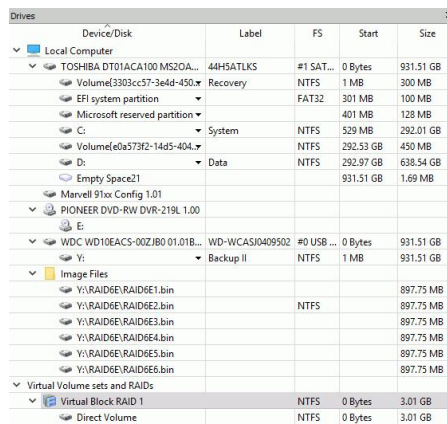 Drives
Device/Disk Label FS Start Size
Local Computer
TOSHIBA DT01ACA100 MS2OA... 44H5ATLKS #1 SAT... 0 Bytes 931.51 GB
Volume{3303cc57-3e4d-450... Recovery NTFS 1 MB 300 MB
EFI system partition FAT32 301 MB 100 MB
Microsoft reserved partition 401 MB 128 MB
C: System NTFS 529 MB 292.01 GB
Volume{e0a573f2-14d5-404... NTFS 292.53 GB 450 MB
D: Data NTFS 292.97 GB 638.54 GB
Empty Space21 931.51 GB 1.69 MB
Marvell 91xx Config 1.01
PIONEER DVD-RW DVR-219L 1.00
E:
WDC WD10EACS-00ZJB0 01.01B... WD-WCASJ0409502 #0 USB ... 0 Bytes 931.51 GB
Y: Backup II NTFS 1 MB 931.51 GB
Image Files
Y:\RAID6E\RAID6E1.bin 897.75 MB
Y:\RAID6E\RAID6E2.bin NTFS 897.75 MB
Y:\RAID6E\RAID6E3.bin 897.75 MB
Y:\RAID6E\RAID6E4.bin 897.75 MB
Y:\RAID6E\RAID6E5.bin 897.75 MB
Y:\RAID6E\RAID6E6.bin 897.75 MB
Virtual Volume sets and RAIDs
Virtual Block RAID 1 NTFS 0 Bytes 3.01 GB
Direct Volume NTFS 0 Bytes 3.01 GB